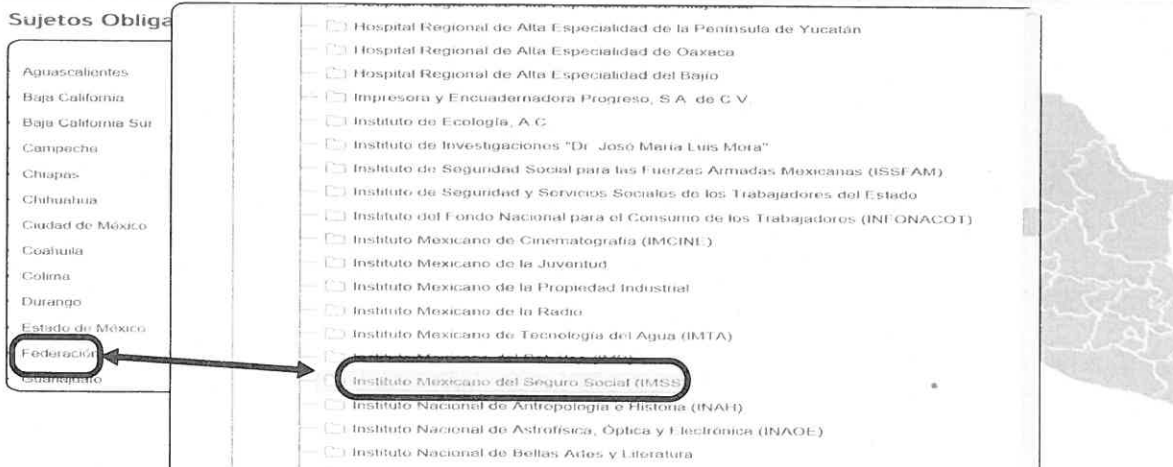 Sujetos Obliga
Aguascalientes
Baja California
Baja California Sur
Campeche
Chiapas
Chihuahua
Ciudad de México
Coahuila
Colima
Durango
Estado de México
Federación
Guanajuato
Hospital Regional de Alta Especialidad de la Península de Yucatán
Hospital Regional de Alta Especialidad de Oaxaca
Hospital Regional de Alta Especialidad del Bajío
Impresora y Encuadernadora Progreso, S.A. de C.V.
Instituto de Ecología, A.C.
Instituto de Investigaciones "Dr. José María Luis Mora"
Instituto de Seguridad Social para las Fuerzas Armadas Mexicanas (ISSFAM)
Instituto de Seguridad y Servicios Sociales de los Trabajadores del Estado
Instituto del Fondo Nacional para el Consumo de los Trabajadores (INFONACOT)
Instituto Mexicano de Cinematografía (IMCINE)
Instituto Mexicano de la Juventud
Instituto Mexicano de la Propiedad Industrial
Instituto Mexicano de la Radio
Instituto Mexicano de Tecnología del Agua (IMTA)
Instituto Mexicano del Seguro Social (IMSS
Instituto Nacional de Antropología e Historia (INAH)
Instituto Nacional de Astrofísica, Óptica y Electrónica (INAOE)
Instituto Nacional de Bellas Artes y Literatura